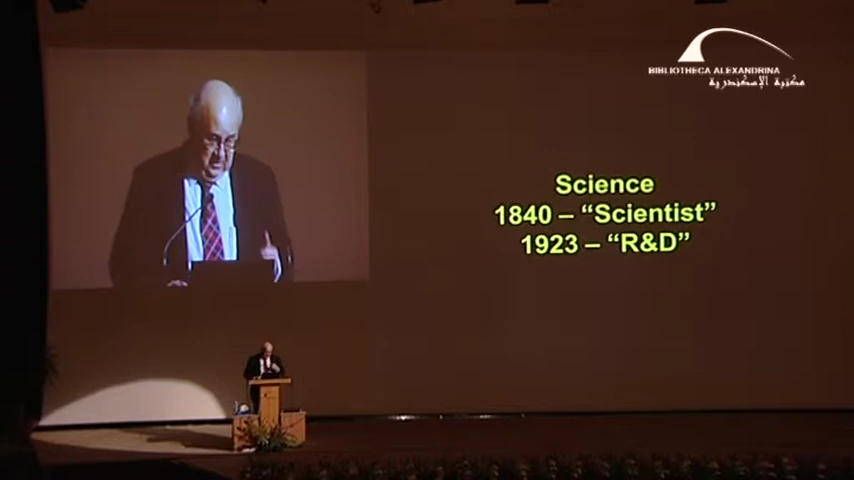 BIBLIOTHECA ALEXANDRINA
مكتبة الإسكندرية
Science
1840 – “Scientist”
1923 – “R&D”